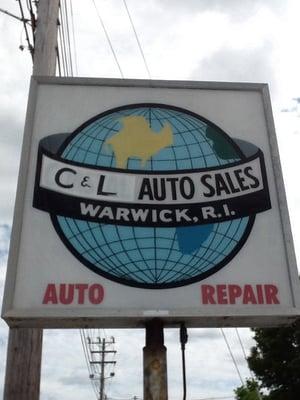 C & L AUTO SALES
WARWICK, R.I.
AUTO REPAIR